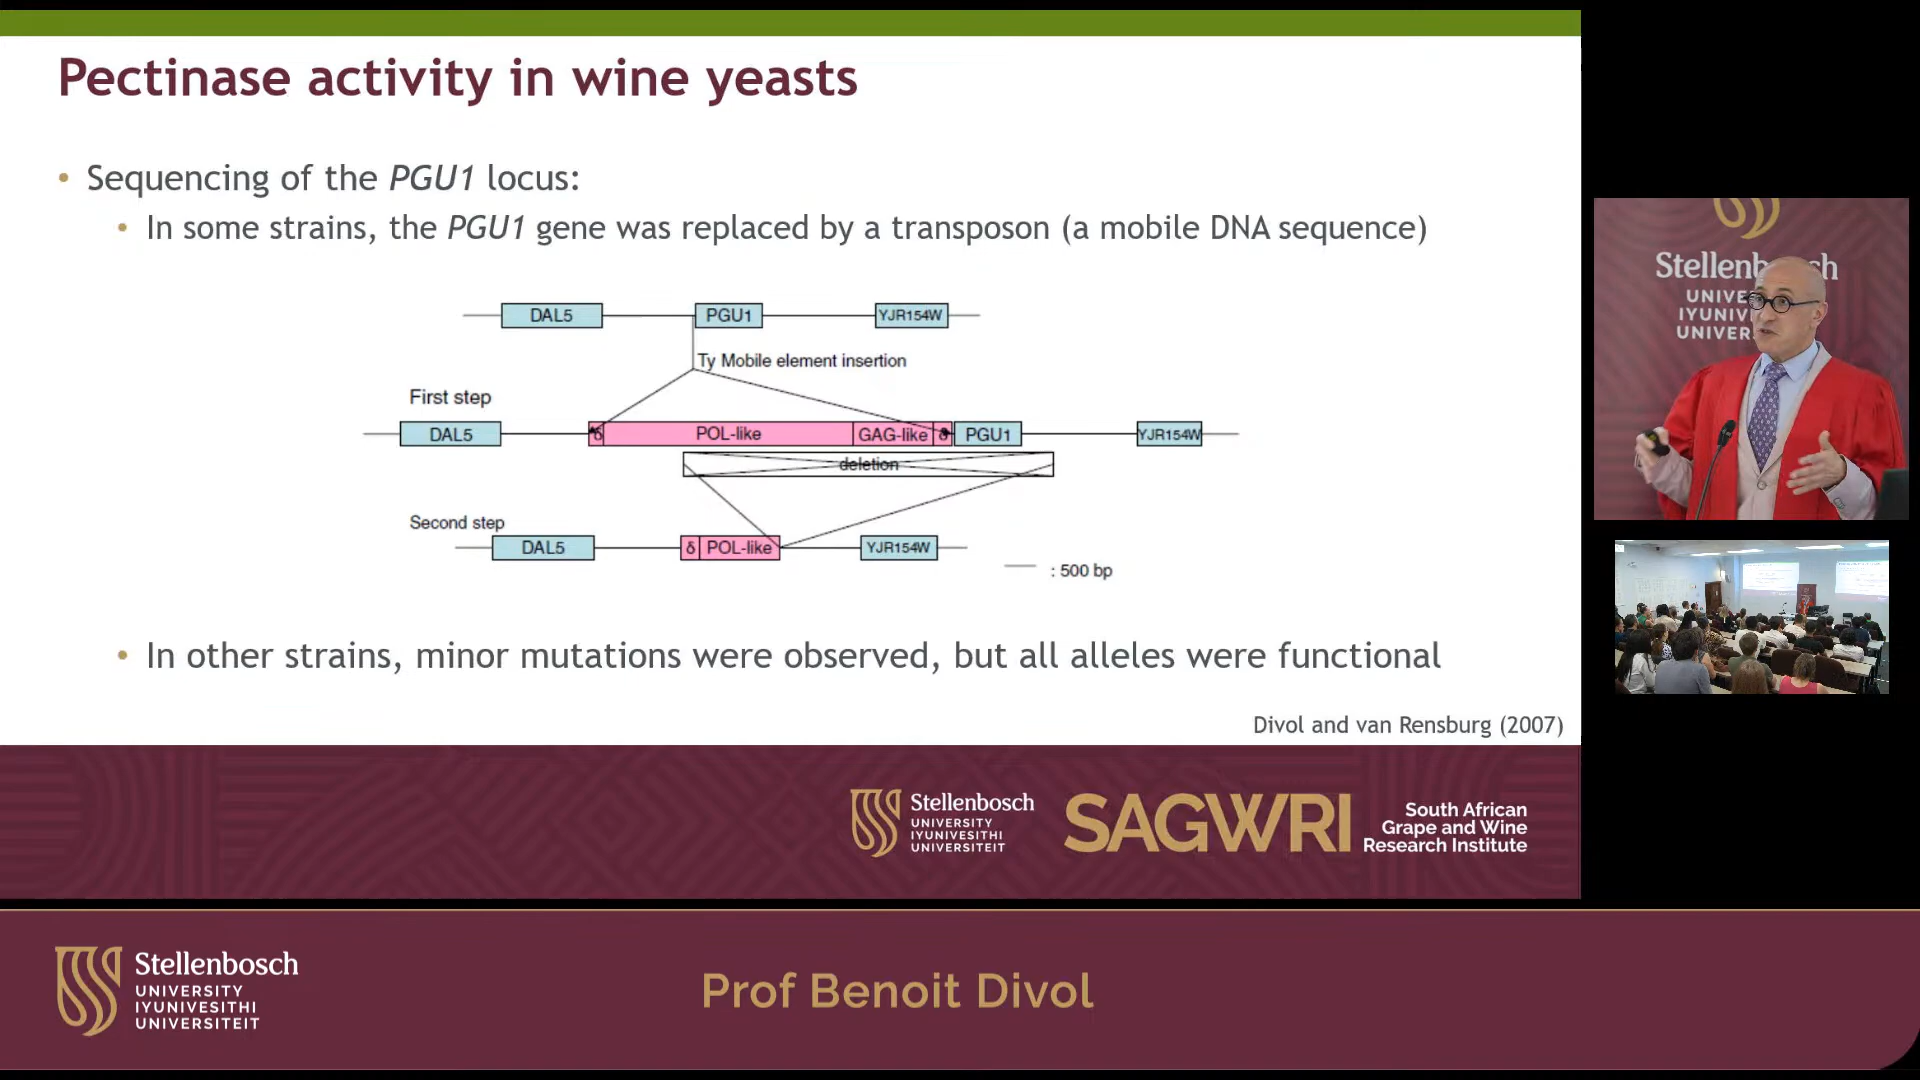 Pectinase activity in wine yeasts
• Sequencing of the PGU1 locus:
• In some strains, the PGU1 gene was replaced by a transposon (a mobile DNA sequence)
DAL5 PGU1 YJR154W
Ty Mobile element insertion
First step
DAL5 δ POL-like GAG-like δ PGU1 YJR154W
deletion
Second step
DAL5 δ POL-like YJR154W
: 500 bp
• In other strains, minor mutations were observed, but all alleles were functional
Divol and van Rensburg (2007)
Stellenbosch
UNIVERSITY
IYUNIVESITHI
UNIVERSITEIT
SAGWRI
South African
Grape and Wine
Research Institute
Stellenb ch
UNIVE
IYUNIV
UNIVER
Stellenbosch
UNIVERSITY
IYUNIVESITHI
UNIVERSITEIT
Prof Benoit Divol